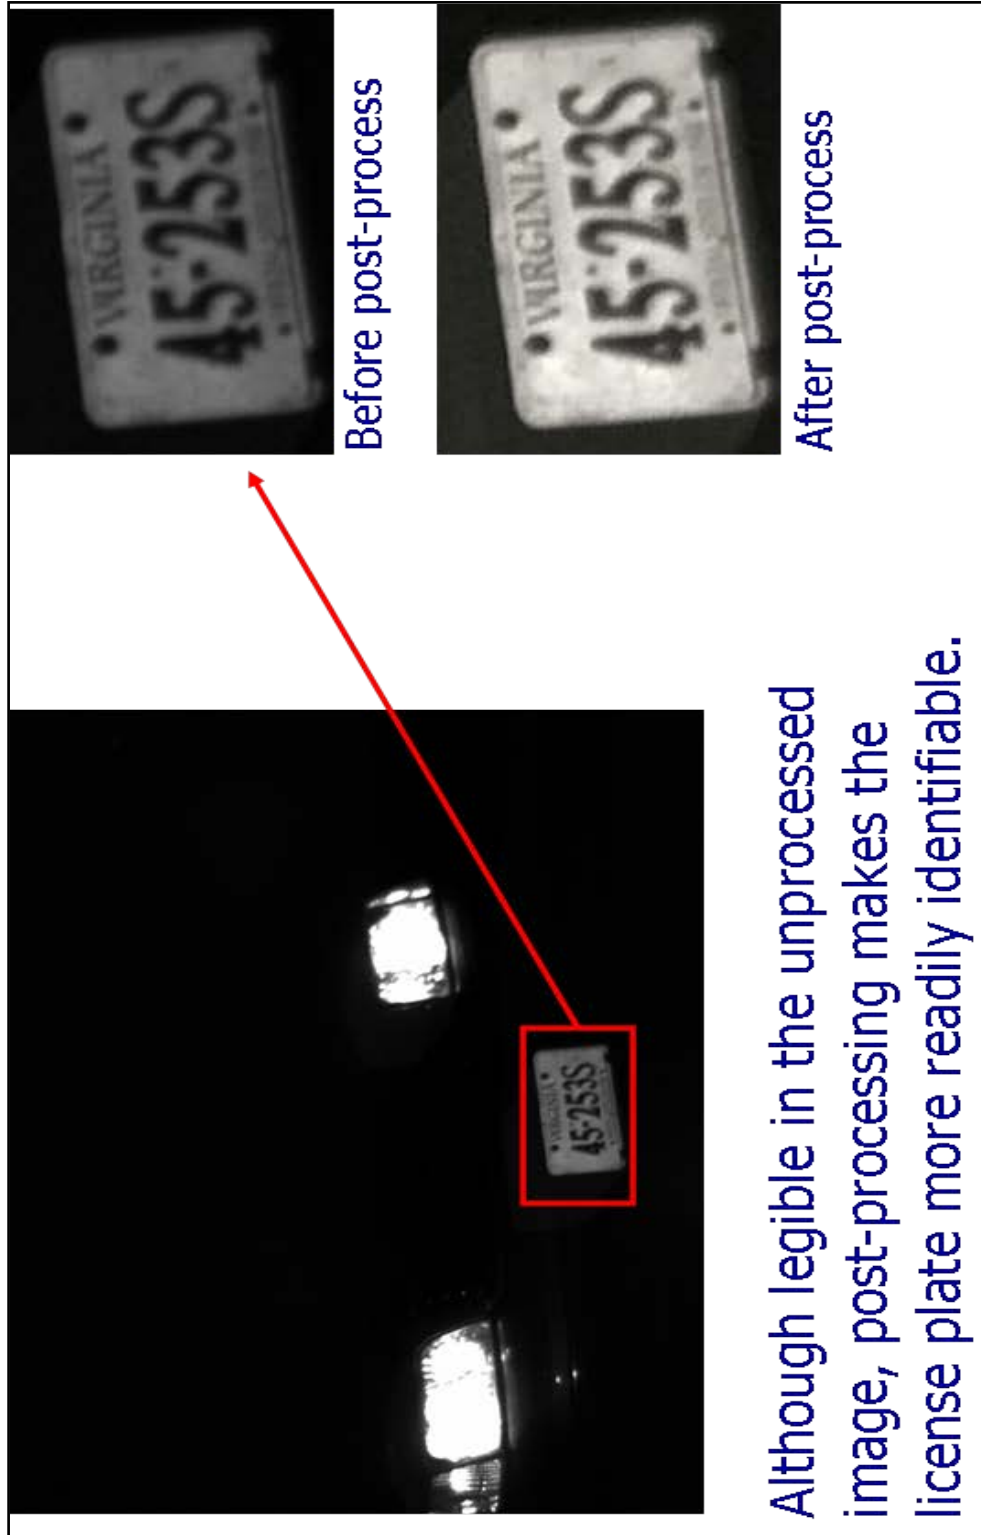 VIRGINIA
45·253S
VIRGINIA
45·253S
Before post-process
VIRGINIA
45·253S
After post-process
Although legible in the unprocessed
image, post-processing makes the
license plate more readily identifiable.